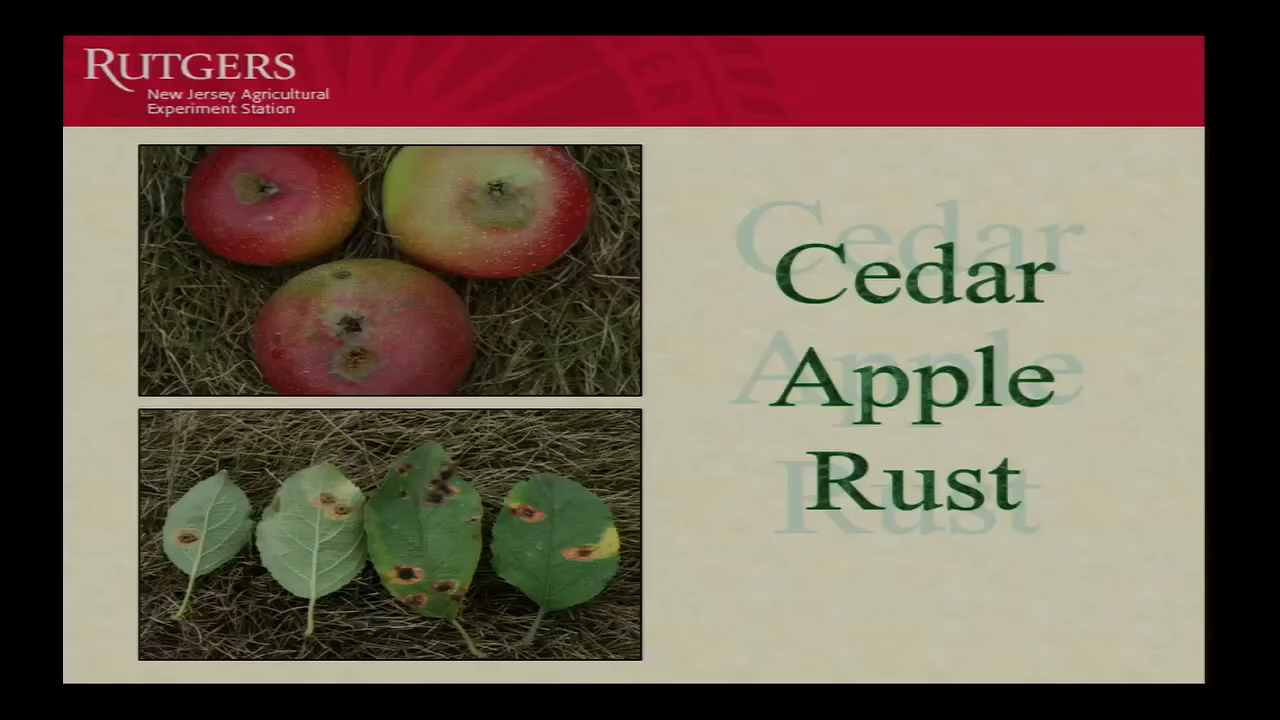 RUTGERS
New Jersey Agricultural
Experiment Station
Cedar
Apple
Rust